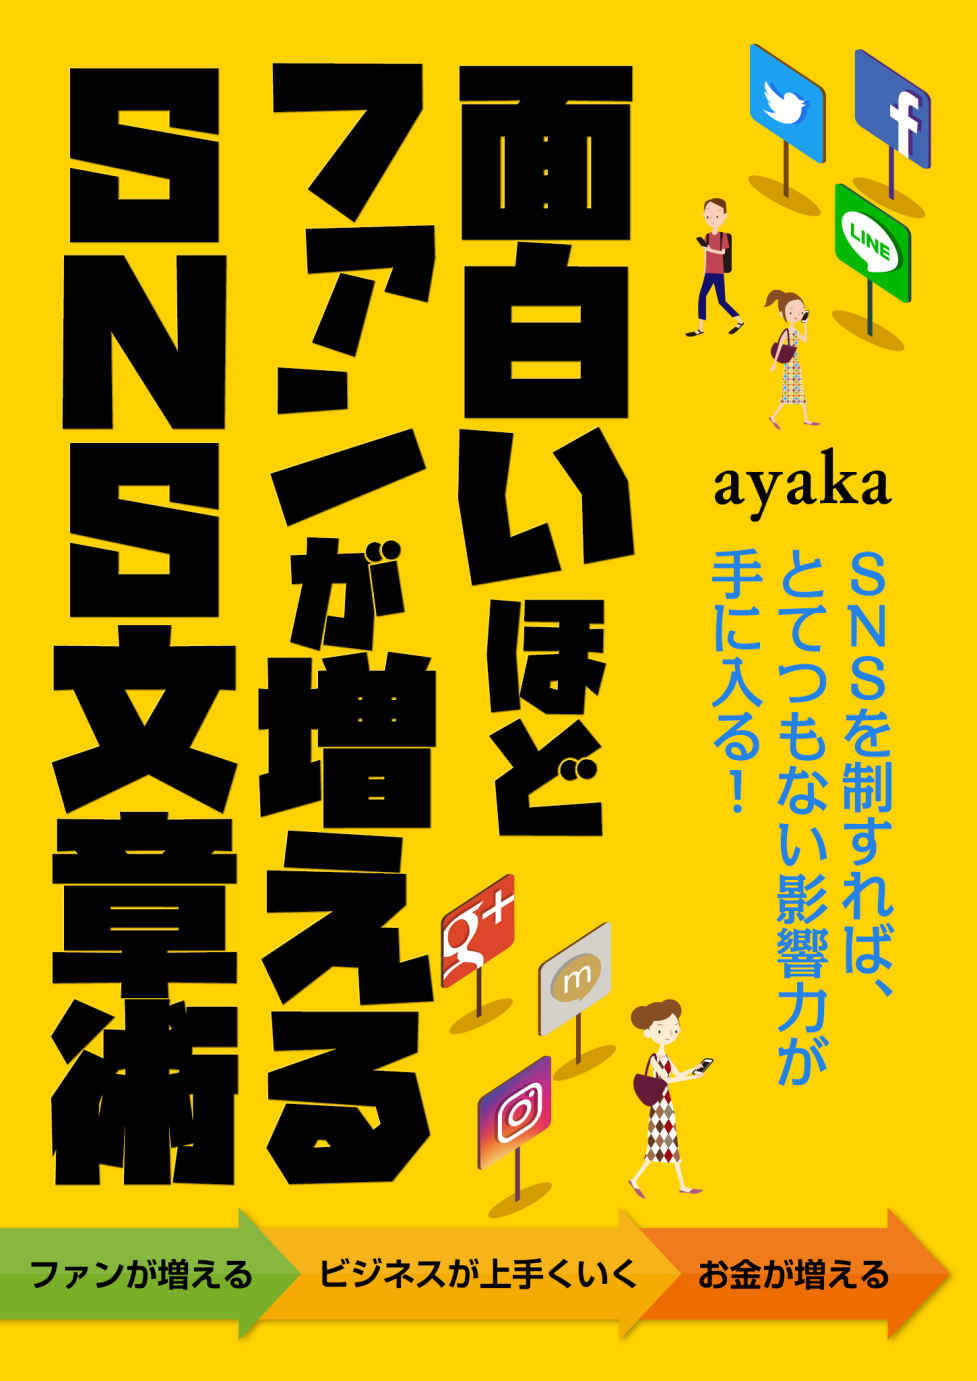 面白いほど
ファンが増える
SNS文章術
ayaka
SNSを制すれば、
とてつもない影響力が
手に入る!
LINE
f
g+
m
ファンが増える
ビジネスが上手くいく
お金が増える